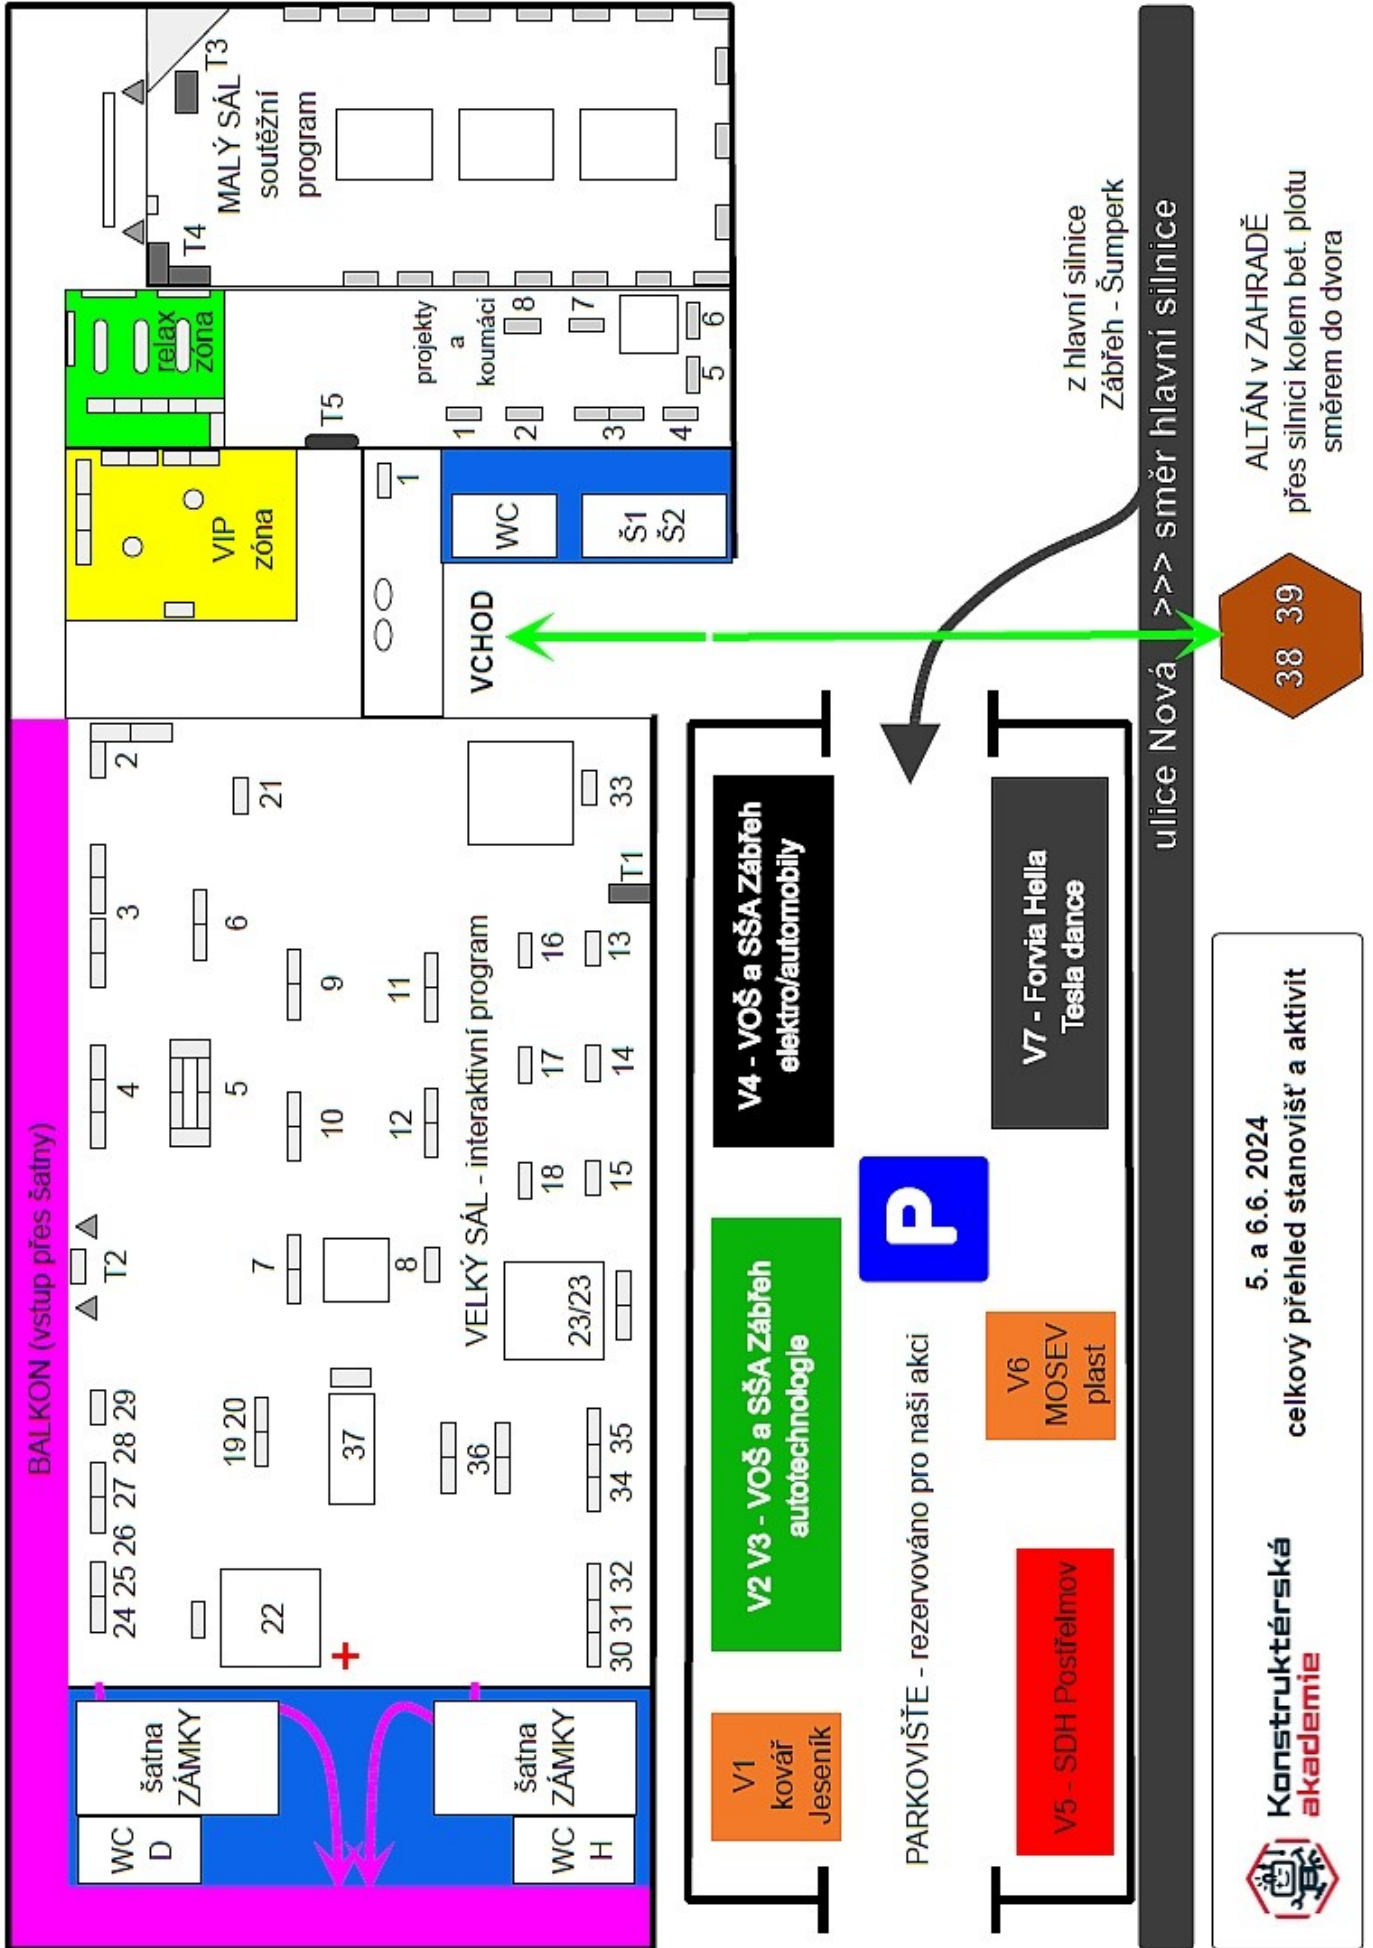 BALKON (vstup přes šatny)
WC
D
šatna
ZÁMKY
WC
H
šatna
ZÁMKY
24 25 26 27 28 29
T2
4
3
2
22
19 20
7
5
6
21
37
10
9
8
12
11
36
VELKÝ SÁL - interaktivní program
18
17
16
30 31 32
34 35
23/23
15
14
13
T1
33
VIP
zóna
relax
zóna
T5
1
VCHOD
WC
Š1
Š2
projekty
a
koumáci
1
2
3
4
5
6
7
8
T4
T3
MALÝ SÁL
soutěžní
program
V1
kovář
Jeseník
V2 V3 - VOŠ a SŠA Zábřeh
autotechnologie
V4 - VOŠ a SŠA Zábřeh
elektro/automobily
PARKOVIŠTĚ - rezervováno pro naši akci
P
V5 - SDH Postřelmov
V6
MOSEV
plast
V7 - Forvia Hella
Tesla dance
z hlavní silnice
Zábřeh - Šumperk
ulice Nová >>> směr hlavní silnice
Konstruktérská
akademie
5. a 6.6. 2024
celkový přehled stanovišť a aktivit
38 39
ALTÁN v ZAHRADĚ
přes silnici kolem bet. plotu
směrem do dvora